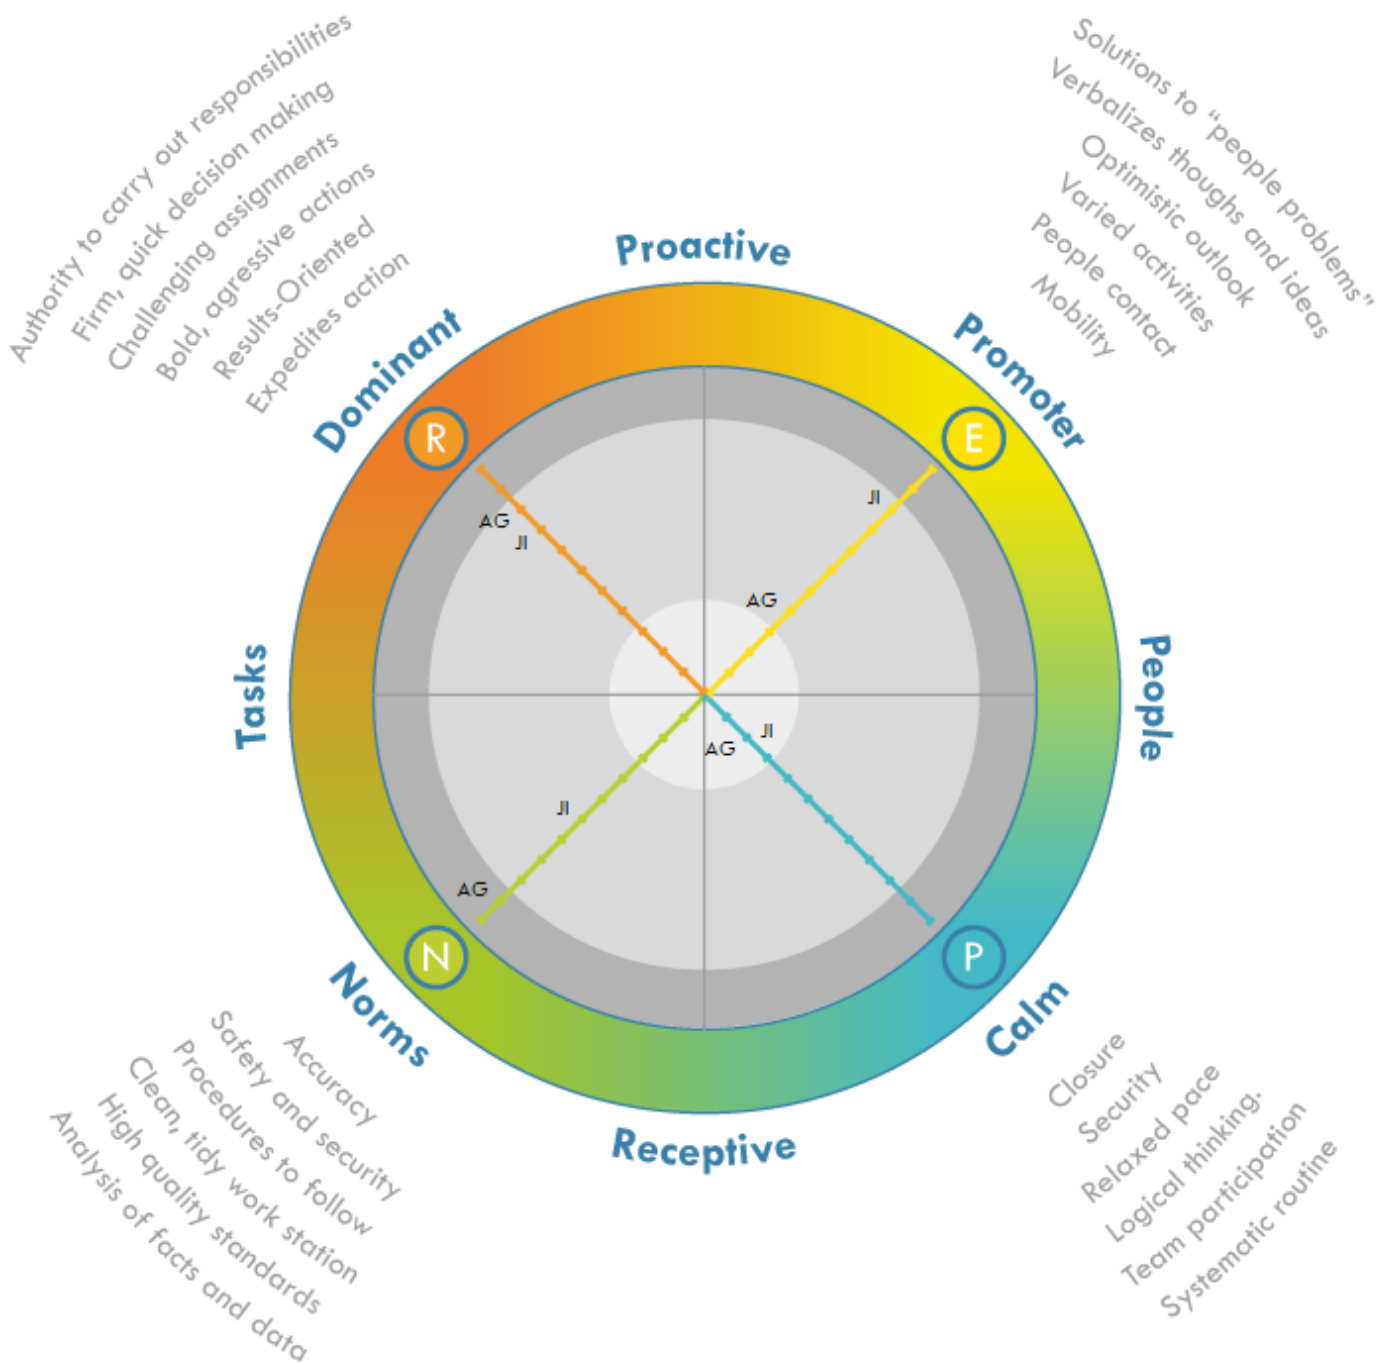 Authority to carry out responsibilities
Firm, quick decision making
Challenging assignments
Bold, agressive actions
Results-Oriented
Expedites action
Solutions to “people problems”
Verbalizes thoughs and ideas
Optimistic outlook
Varied activities
People contact
Mobility
Proactive
Dominant
Promoter
R
E
JI
AG
JI
AG
Tasks
People
JI
AG
JI
AG
N
P
Norms
Calm
Receptive
Accuracy
Safety and security
Procedures to follow
Clean, tidy work station
High quality standards
Analysis of facts and data
Closure
Security
Relaxed pace
Logical thinking.
Team participation
Systematic routine